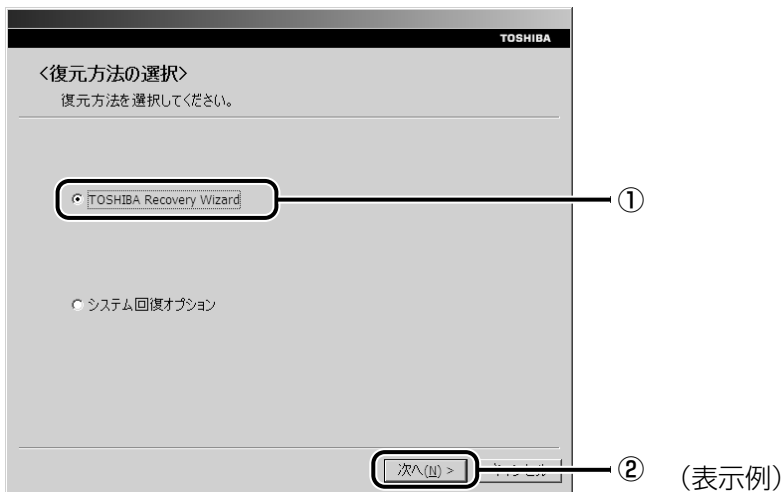 TOSHIBA
<復元方法の選択>
復元方法を選択してください。
TOSHIBA Recovery Wizard
①
システム回復オプション
次へ(N) >
②
(表示例)